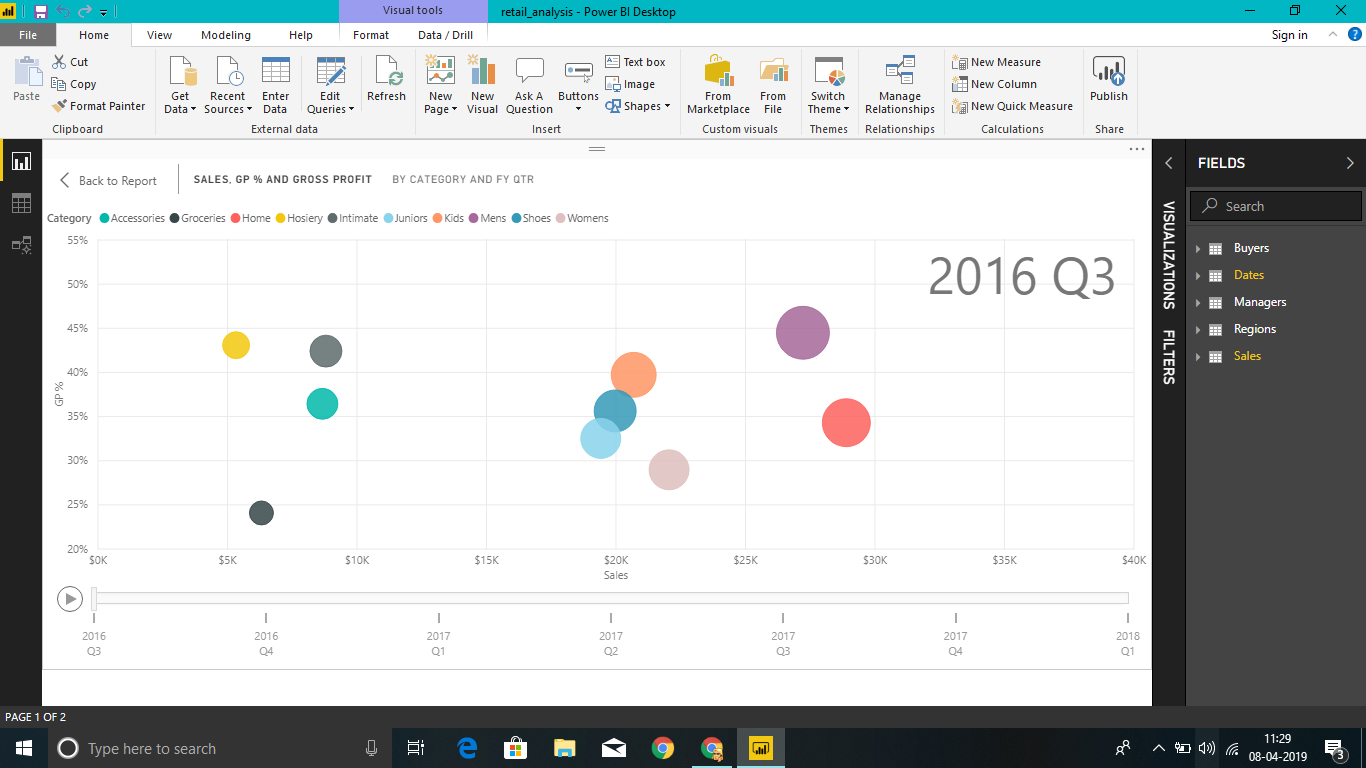 Visual tools
retail_analysis - Power BI Desktop
File Home View Modeling Help Format Data / Drill Sign in ?
Paste Cut Copy Format Painter
Clipboard
Get Data Recent Sources Enter Data Edit Queries Refresh
External data
New Page New Visual Ask A Question Buttons Text box Image Shapes
Insert
From Marketplace From File
Custom visuals
Switch Theme
Themes
Manage Relationships
Relationships
New Measure New Column New Quick Measure
Calculations
Publish
Share
Back to Report SALES, GP % AND GROSS PROFIT BY CATEGORY AND FY QTR
Category Accessories Groceries Home Hosiery Intimate Juniors Kids Mens Shoes Womens
2016 Q3
55%
50%
45%
40%
35%
30%
25%
20%
GP %
$0K $5K $10K $15K $20K $25K $30K $35K $40K
Sales
2016 2016 2017 2017 2017 2017 2018
Q3 Q4 Q1 Q2 Q3 Q4 Q1
VISUALIZATIONS
FILTERS
FIELDS
Search
Buyers
Dates
Managers
Regions
Sales
PAGE 1 OF 2
Type here to search
11:29
08-04-2019
3